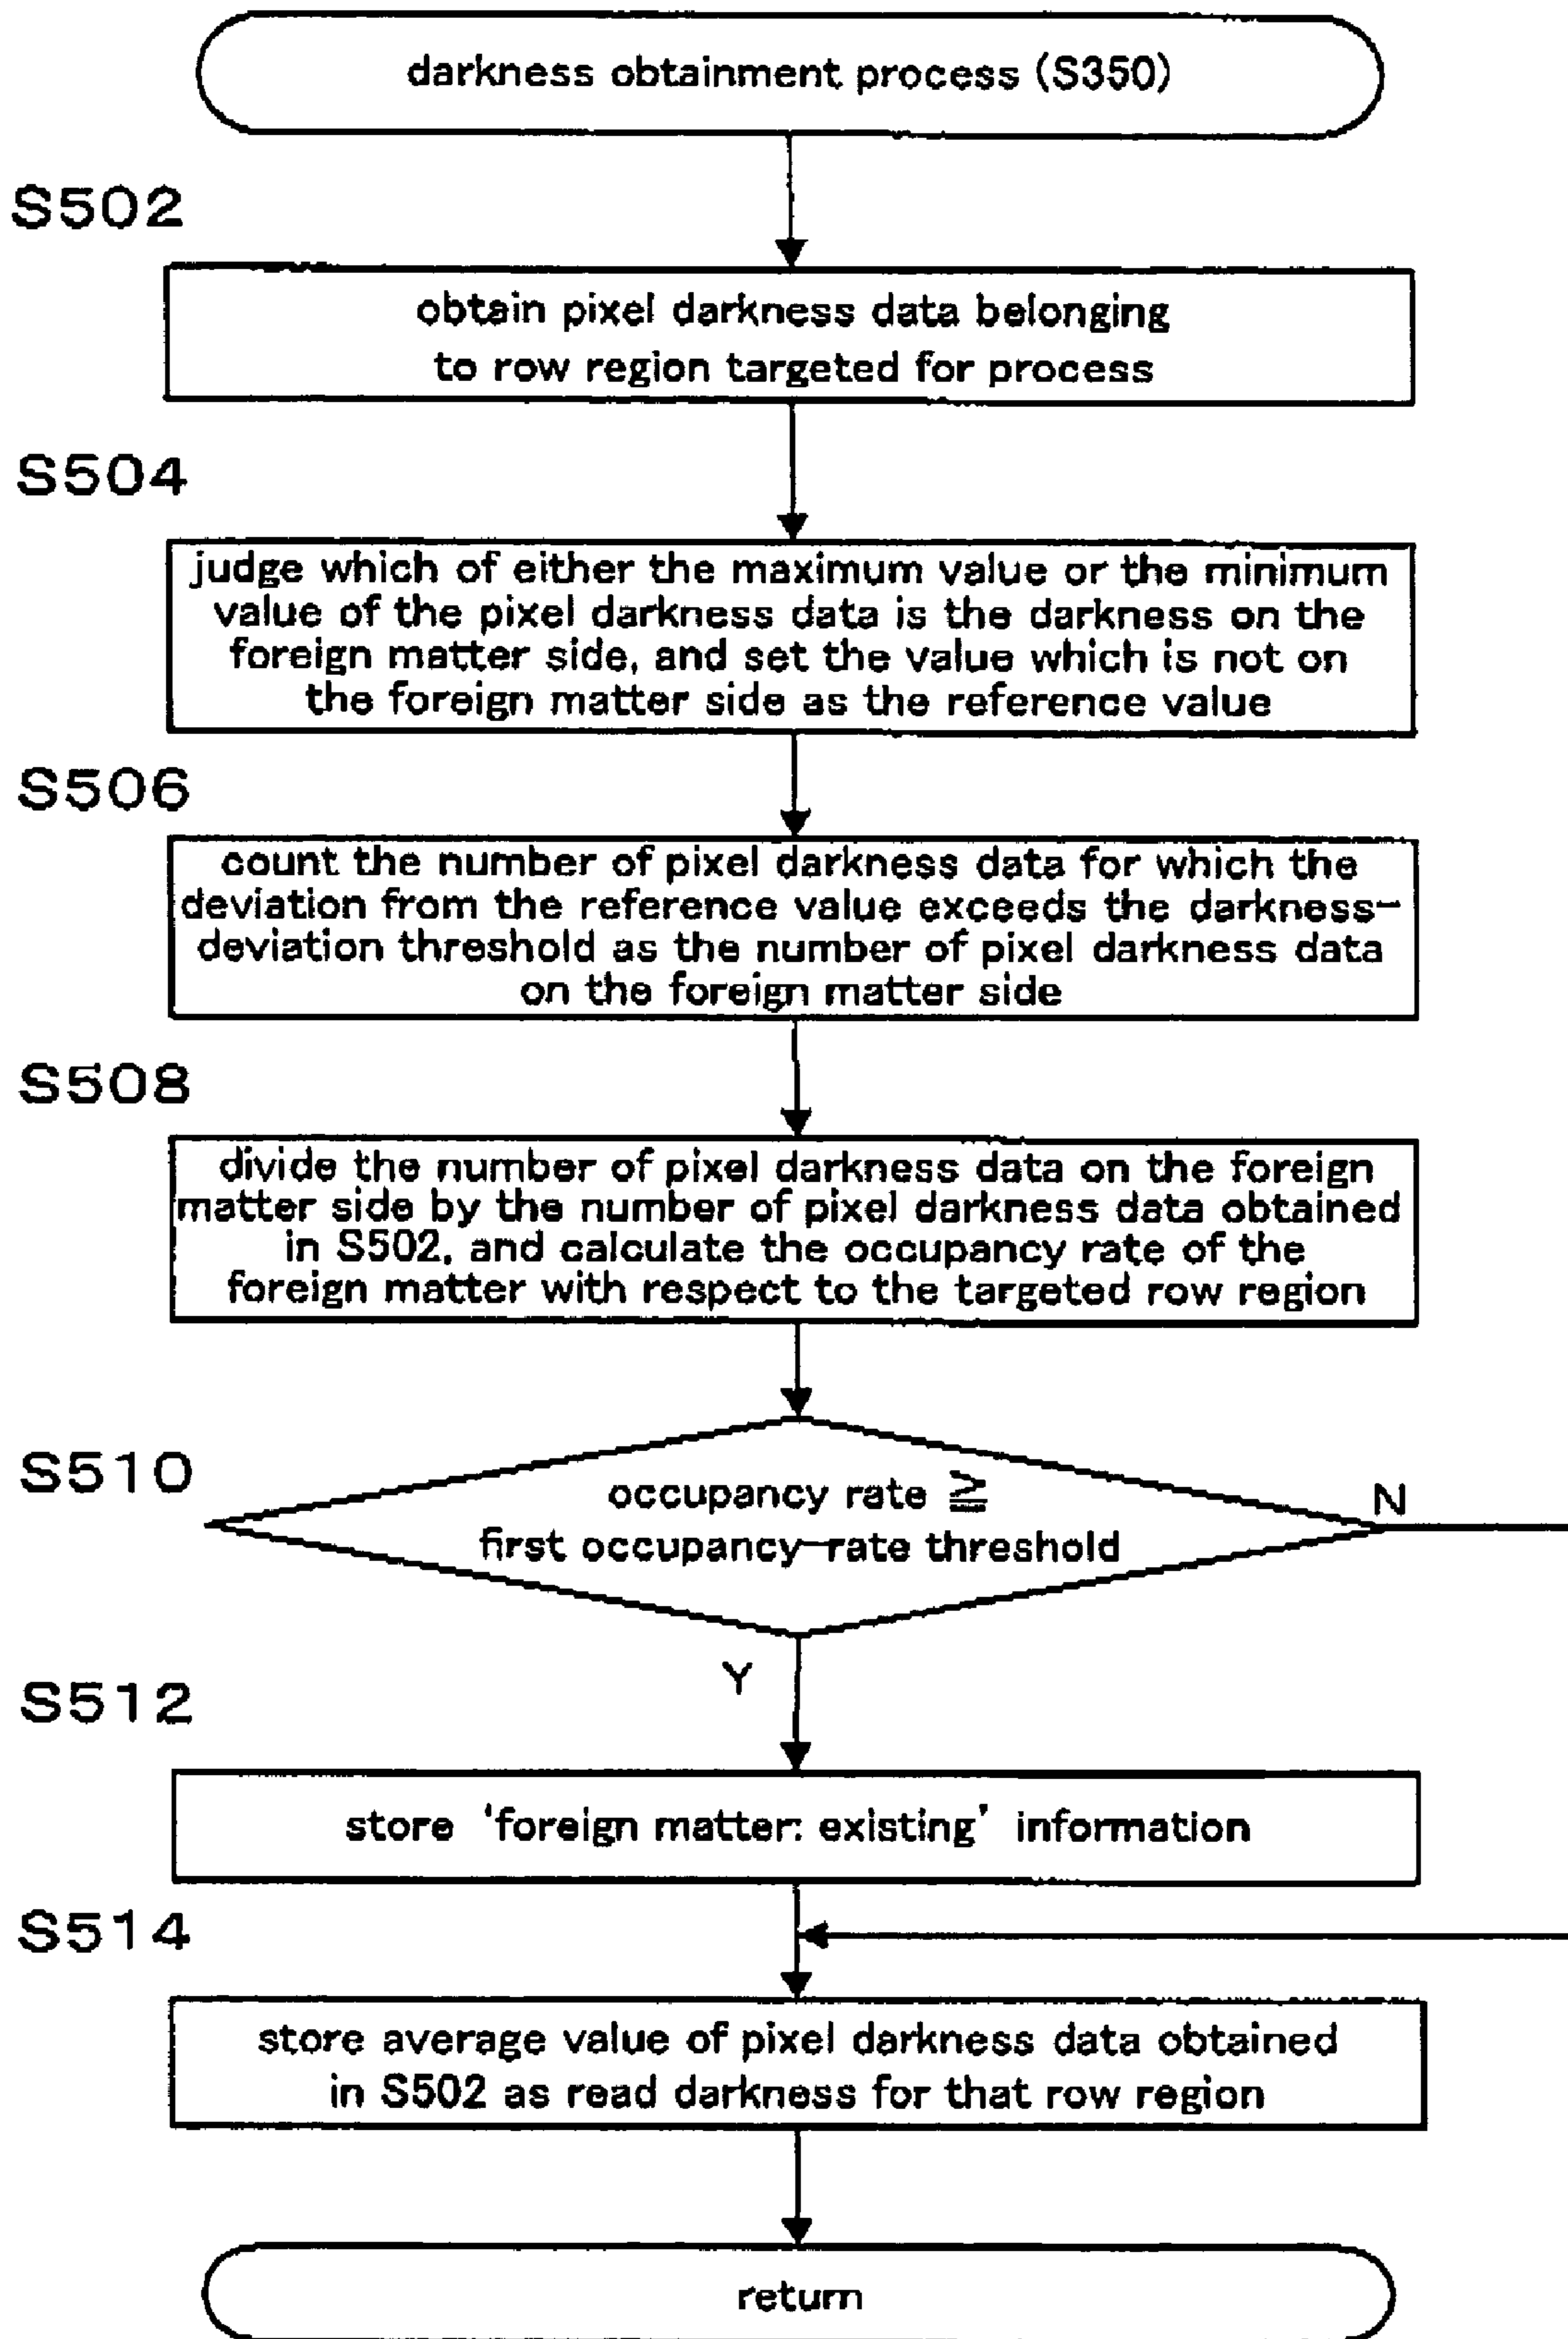 darkness obtainment process (S350)
S502
obtain pixel darkness data belonging
to row region targeted for process
S504
judge which of either the maximum value or the minimum
value of the pixel darkness data is the darkness on the
foreign matter side, and set the value which is not on
the foreign matter side as the reference value
S506
count the number of pixel darkness data for which the
deviation from the reference value exceeds the darkness-
deviation threshold as the number of pixel darkness data
on the foreign matter side
S508
divide the number of pixel darkness data on the foreign
matter side by the number of pixel darkness data obtained
in S502, and calculate the occupancy rate of the
foreign matter with respect to the targeted row region
S510
occupancy rate ≧
first occupancy-rate threshold
N
Y
S512
store 'foreign matter: existing' information
S514
store average value of pixel darkness data obtained
in S502 as read darkness for that row region
return